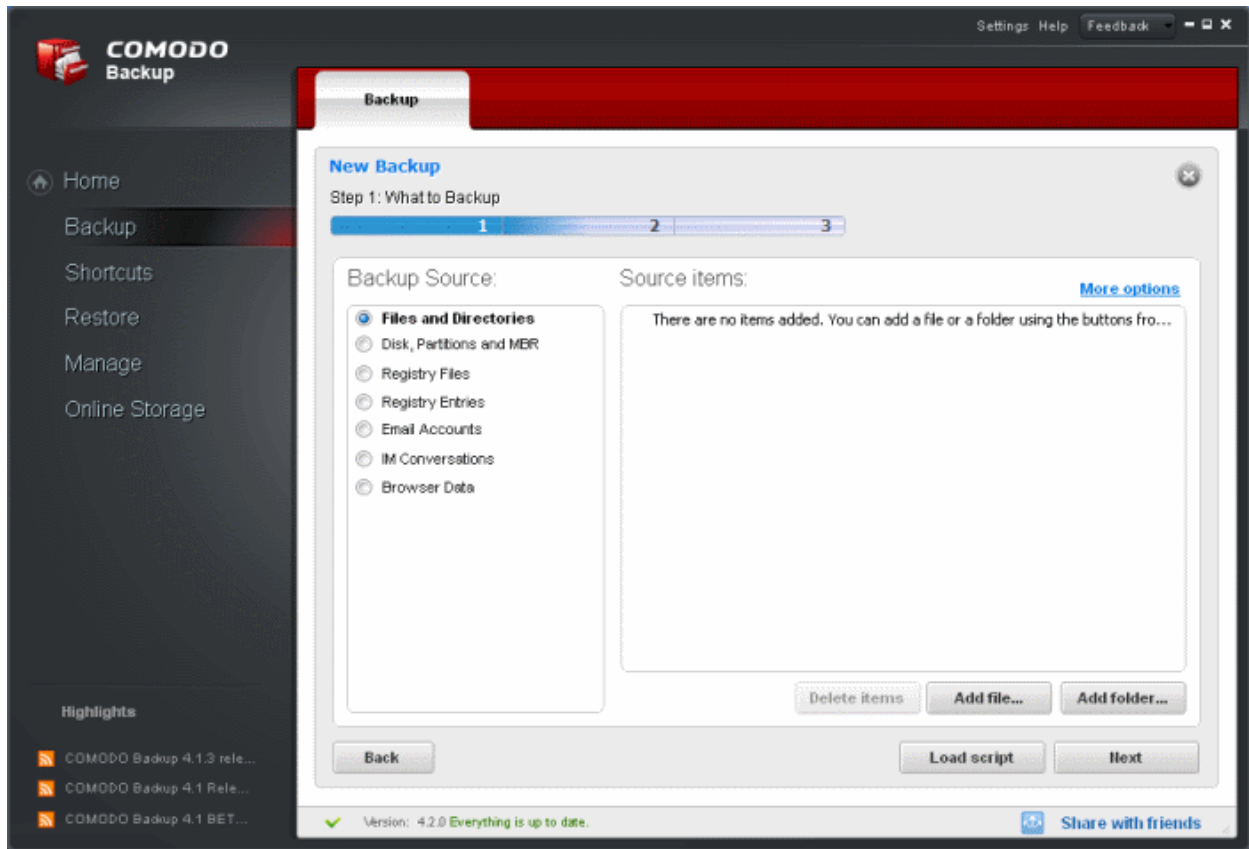 Settings Help Feedback
COMODO
Backup
Backup
Home
Backup
Shortcuts
Restore
Manage
Online Storage
New Backup
Step 1: What to Backup
1 2 3
Backup Source:
Files and Directories
Disk, Partitions and MBR
Registry Files
Registry Entries
Email Accounts
IM Conversations
Browser Data
Source items:
More options
There are no items added. You can add a file or a folder using the buttons fro...
Delete items Add file... Add folder...
Back Load script Next
Highlights
COMODO Backup 4.1.3 rele...
COMODO Backup 4.1 Rele...
COMODO Backup 4.1 BET...
Version: 4.2.0 Everything is up to date.
Share with friends